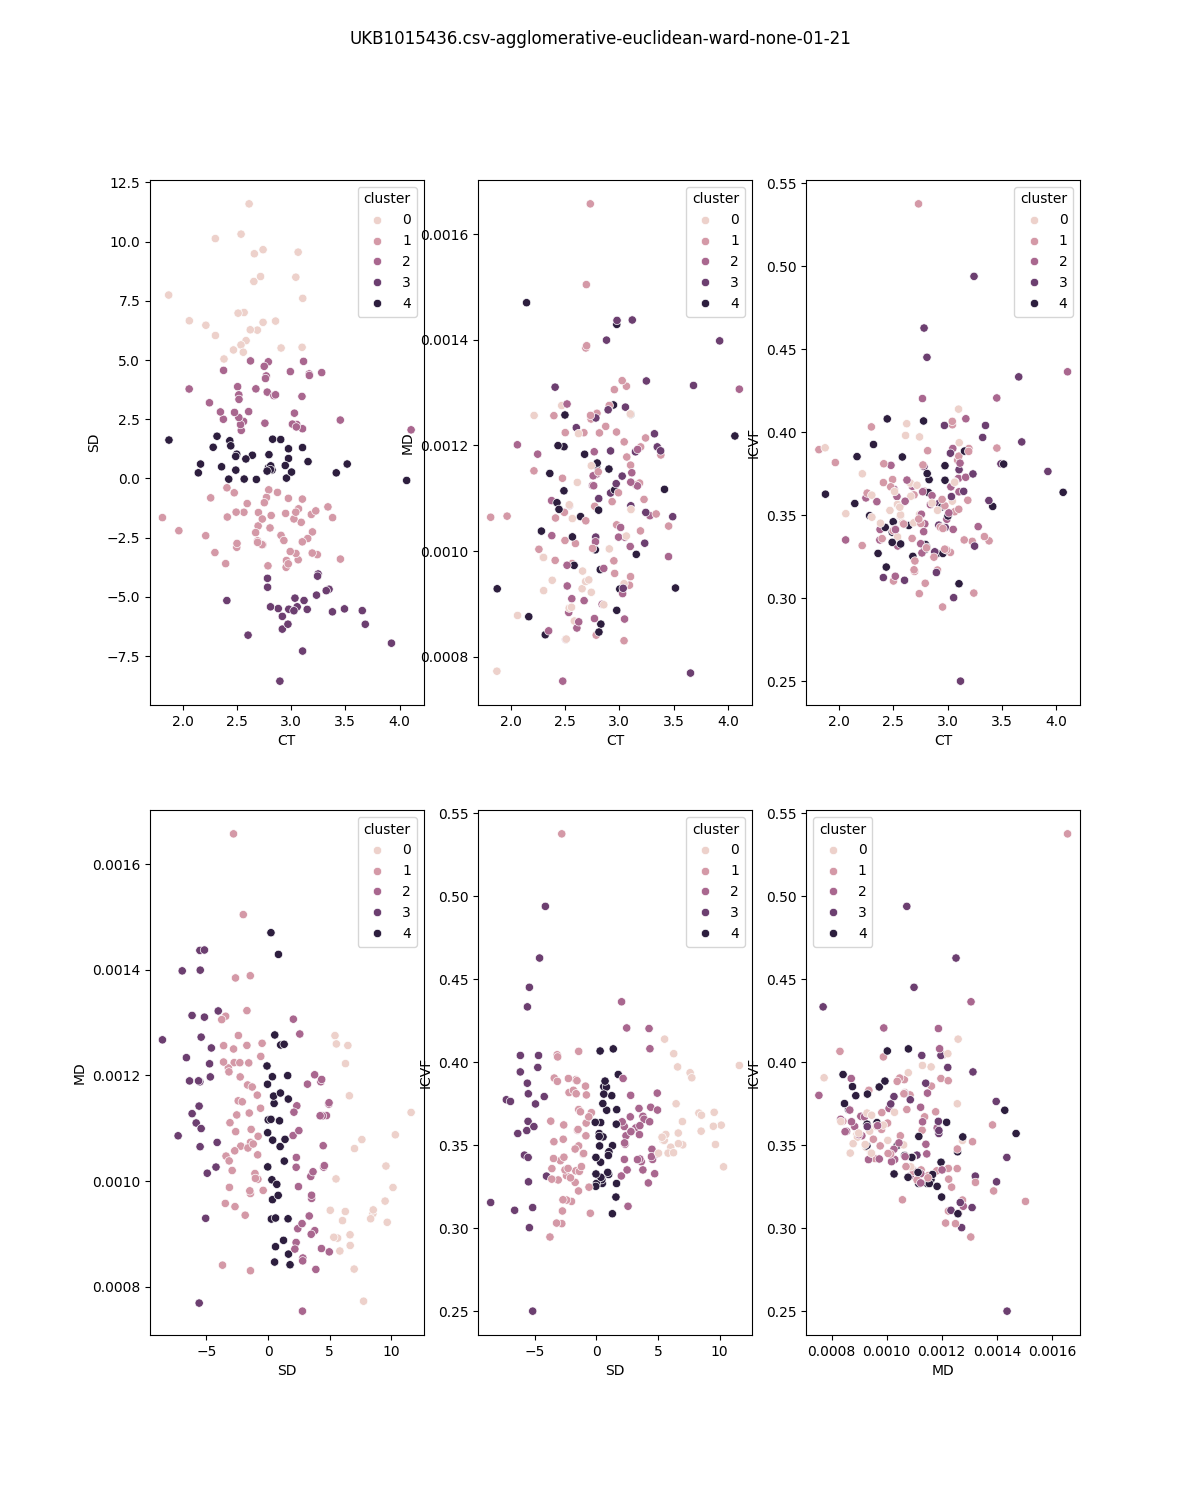 UKB1015436.csv-agglomerative-euclidean-ward-none-01-21
SD
12.5
10.0
7.5
5.0
2.5
0.0
−2.5
−5.0
−7.5
2.0 2.5 3.0 3.5 4.0
CT
cluster
0
1
2
3
4
MD
0.0016
0.0014
0.0012
0.0010
0.0008
2.0 2.5 3.0 3.5 4.0
CT
cluster
0
1
2
3
4
ICVF
0.55
0.50
0.45
0.40
0.35
0.30
0.25
2.0 2.5 3.0 3.5 4.0
CT
cluster
0
1
2
3
4
MD
0.0016
0.0014
0.0012
0.0010
0.0008
−5 0 5 10
SD
cluster
0
1
2
3
4
ICVF
0.55
0.50
0.45
0.40
0.35
0.30
0.25
−5 0 5 10
SD
cluster
0
1
2
3
4
ICVF
0.55
0.50
0.45
0.40
0.35
0.30
0.25
0.0008 0.0010 0.0012 0.0014 0.0016
MD
cluster
0
1
2
3
4